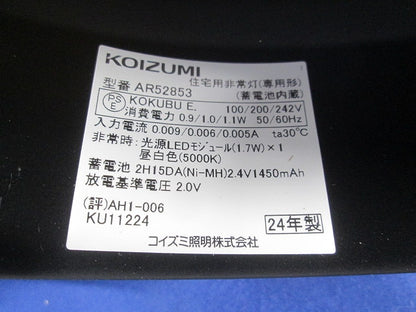 KOIZUMI 住宅用非常灯(専用形)
型番 AR52853 (蓄電池内蔵)
PS E KOKUBU E. 100/200/242V
消費電力 0.9/1.0/1.1W 50/60Hz
入力電流 0.009/0.006/0.005A ta30℃
非常時:光源LEDモジュール(1.7W)×1
昼白色(5000K)
蓄電池 2H15DA(Ni-MH)2.4V1450mAh
放電基準電圧 2.0V
(評)AH1-006
KU11224 24年製
コイズミ照明株式会社